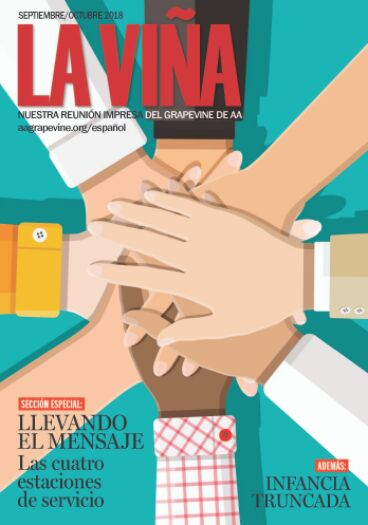 SEPTIEMBRE/OCTUBRE 2018
LA VIÑA
NUESTRA REUNIÓN IMPRESA DEL GRAPEVINE DE AA
aagrapevine.org/español
SECCIÓN ESPECIAL:
LLEVANDO
EL MENSAJE
Las cuatro
estaciones
de servicio
ADEMÁS:
INFANCIA
TRUNCADA